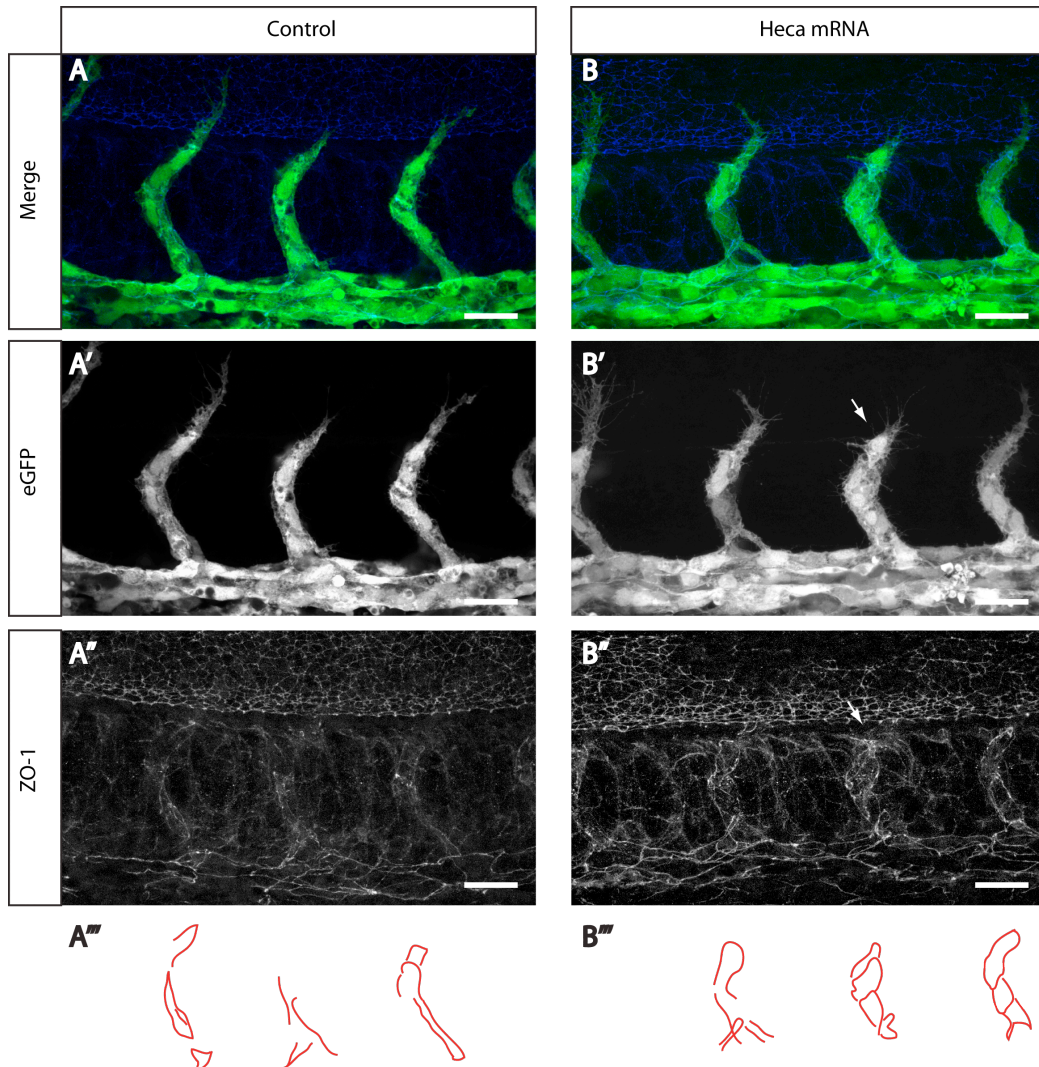 Control
Heca mRNA
Merge
A
B
eGFP
A′
B′
ZO-1
A″
B″
A‴
B‴